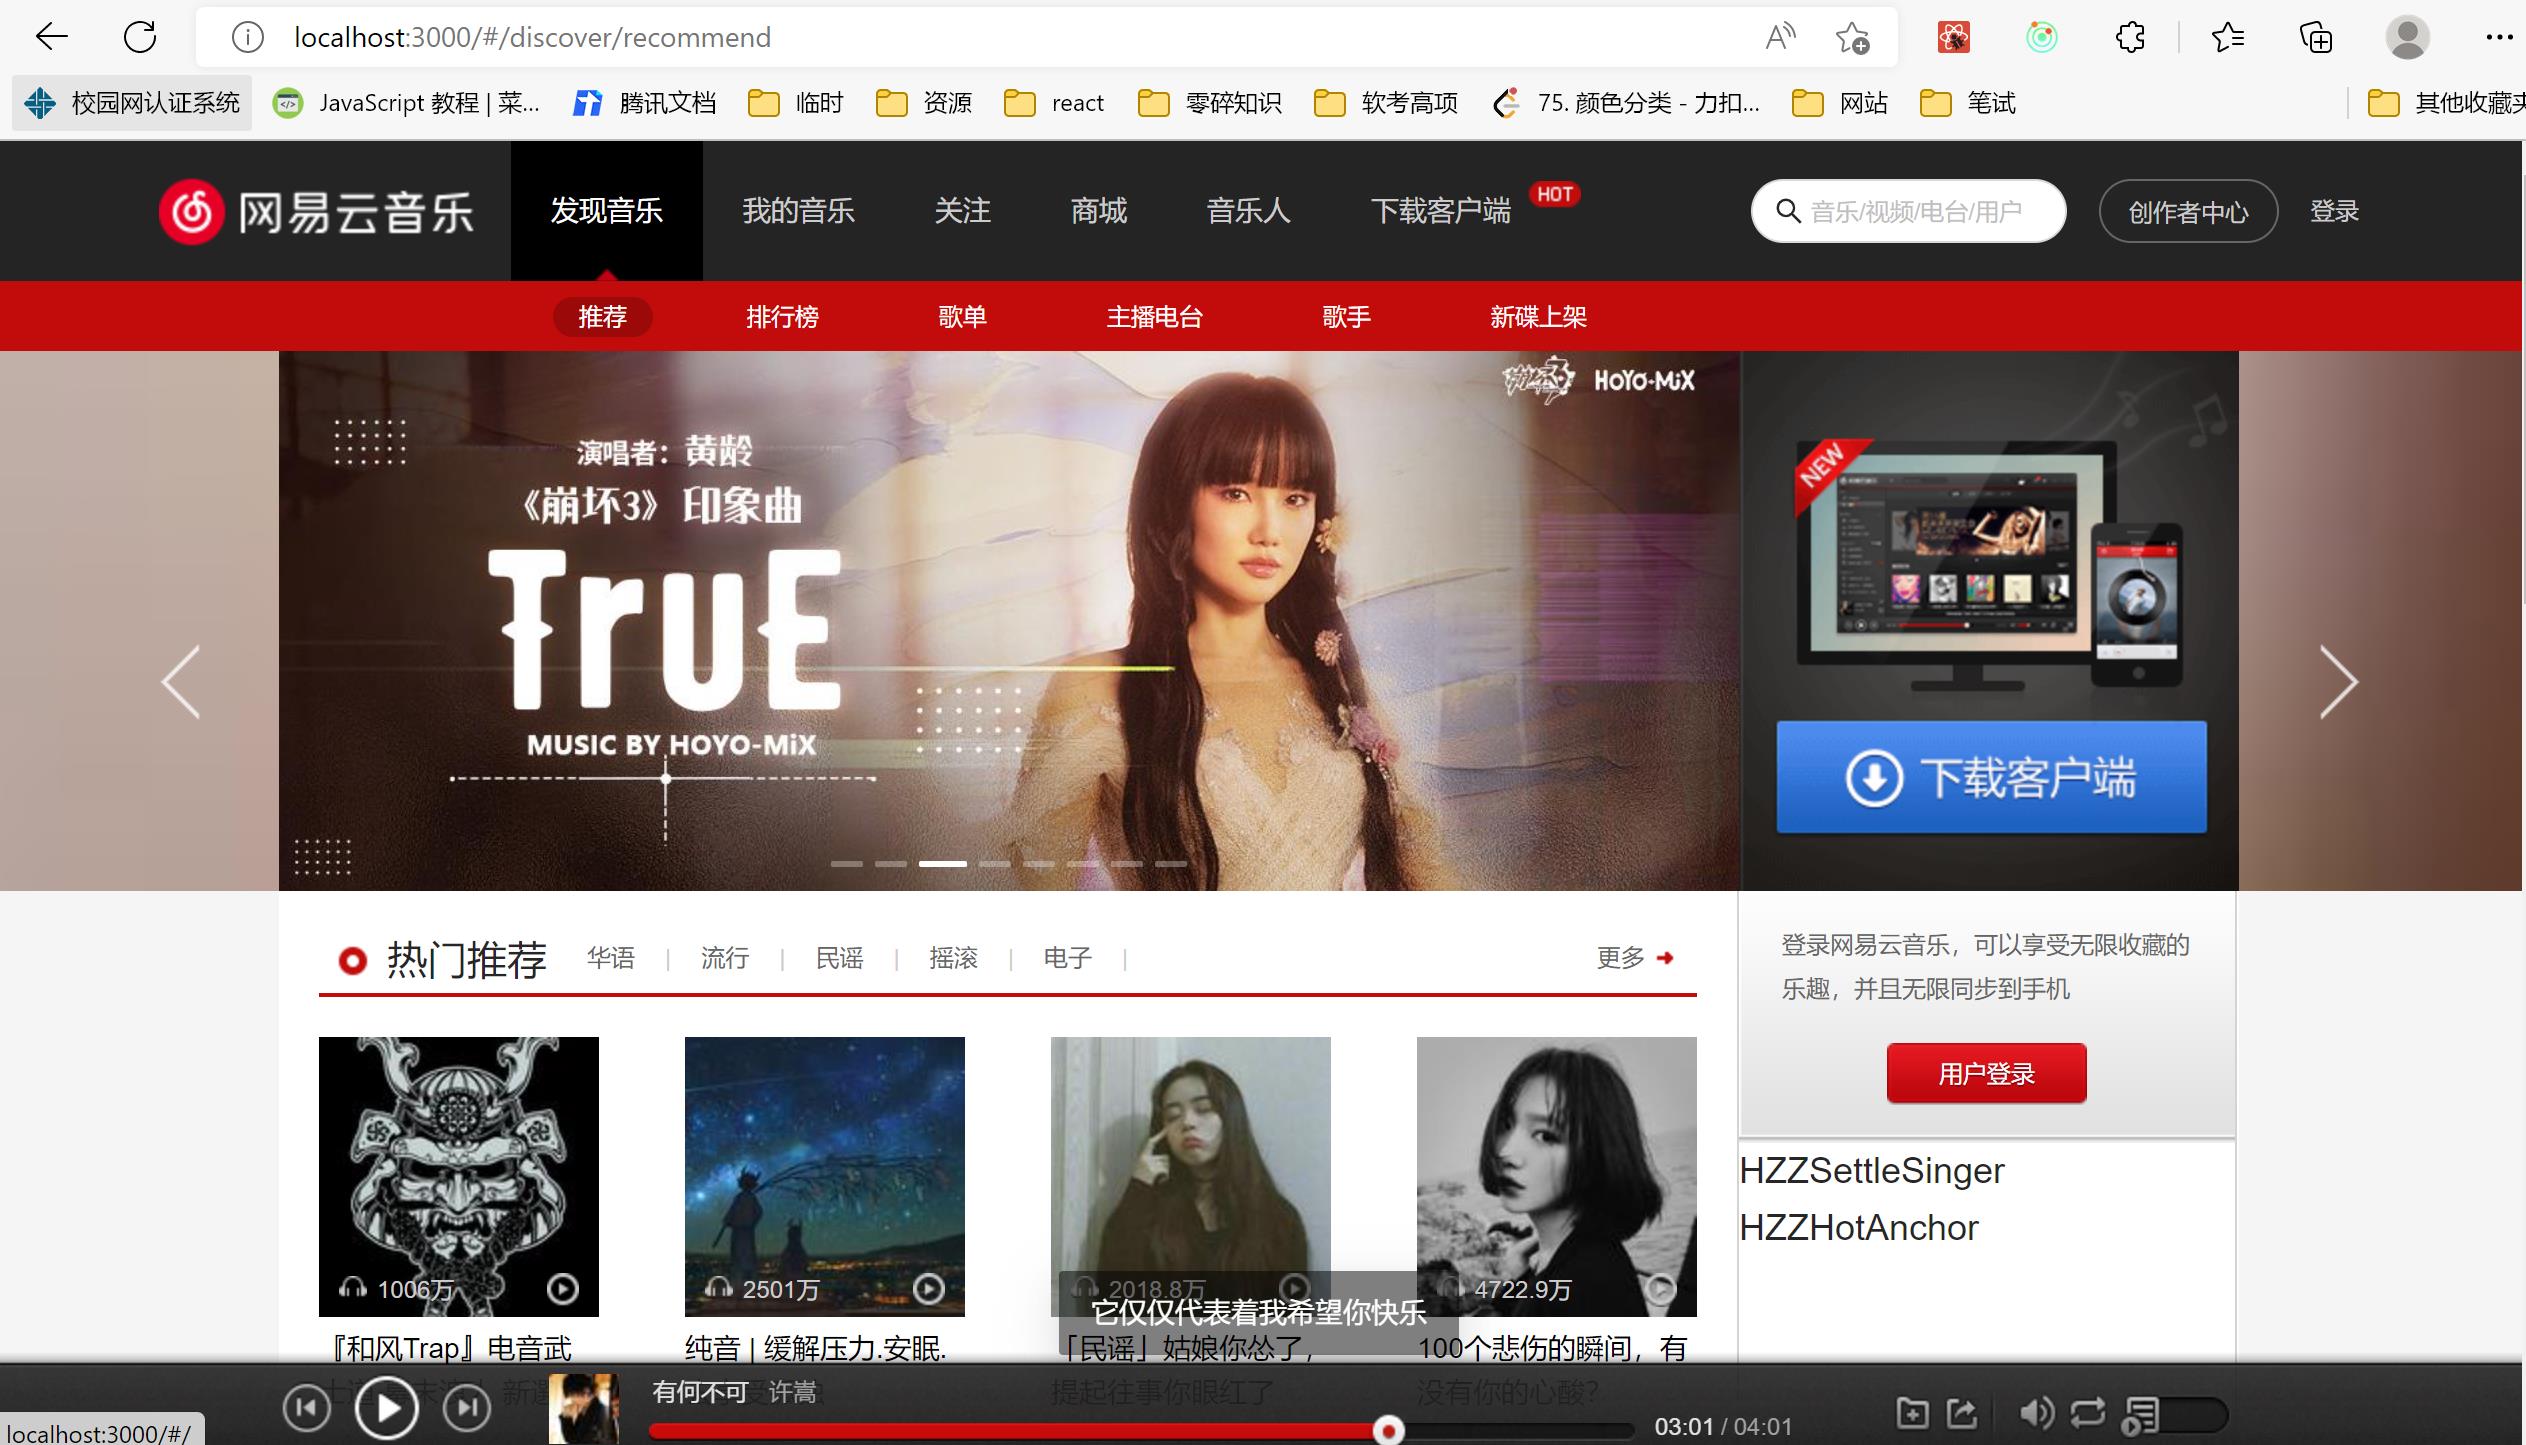 localhost:3000/#/discover/recommend
校园网认证系统
JavaScript 教程 | 菜...
腾讯文档
临时
资源
react
零碎知识
软考高项
75. 颜色分类 - 力扣...
网站
笔试
其他收藏夹
网易云音乐
发现音乐
我的音乐
关注
商城
音乐人
下载客户端
HOT
音乐/视频/电台/用户
创作者中心
登录
推荐
排行榜
歌单
主播电台
歌手
新碟上架
HOYO-MiX
演唱者：黄龄
《崩坏3》 印象曲
TruE
MUSIC BY HOYO-MiX
NEW
下载客户端
热门推荐
华语 | 流行 | 民谣 | 摇滚 | 电子 |
更多
登录网易云音乐，可以享受无限收藏的
乐趣，并且无限同步到手机
用户登录
HZZSettleSinger
HZZHotAnchor
1006万
2501万
2018.8万
4722.9万
它仅仅代表着我希望你快乐
『和风Trap』电音武
纯音 | 缓解压力.安眠.
「民谣」姑娘你怂了，
100个悲伤的瞬间，有
提起往事你眼红了
没有你的心酸？
有何不可 许嵩
03:01 / 04:01
localhost:3000/#/